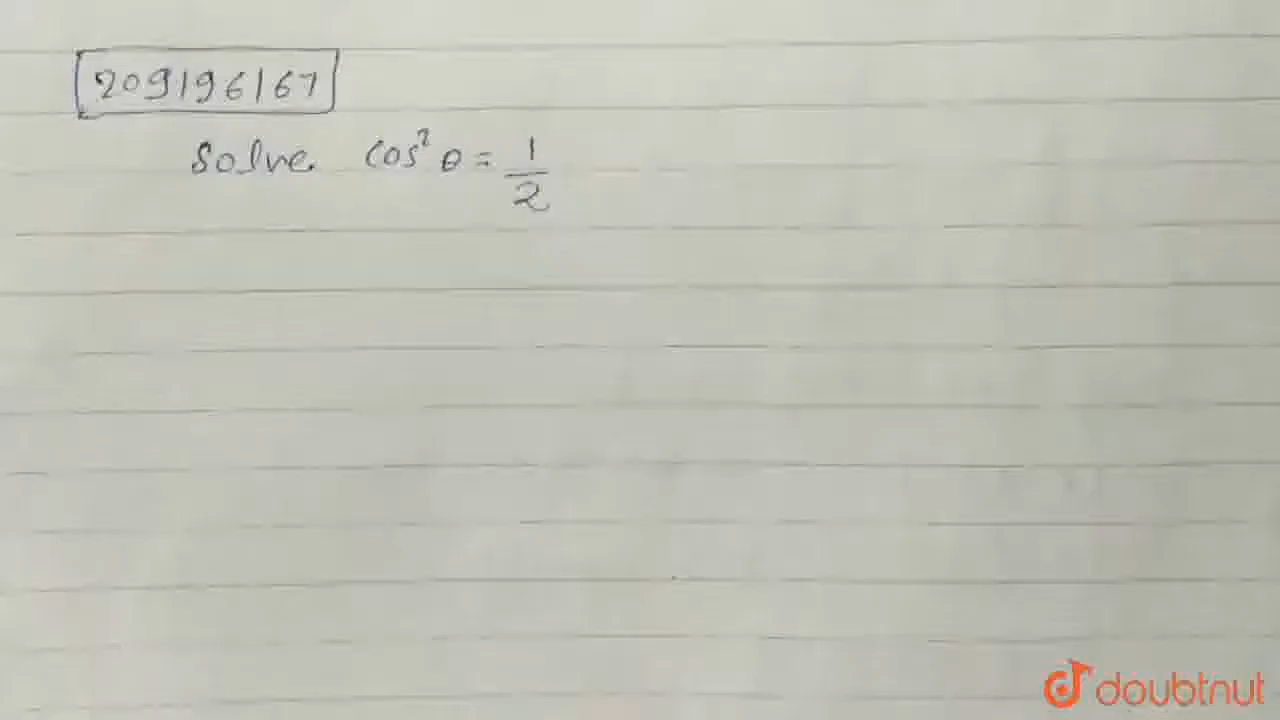 209196167
Solve cos² θ = 1/2
doubtnut